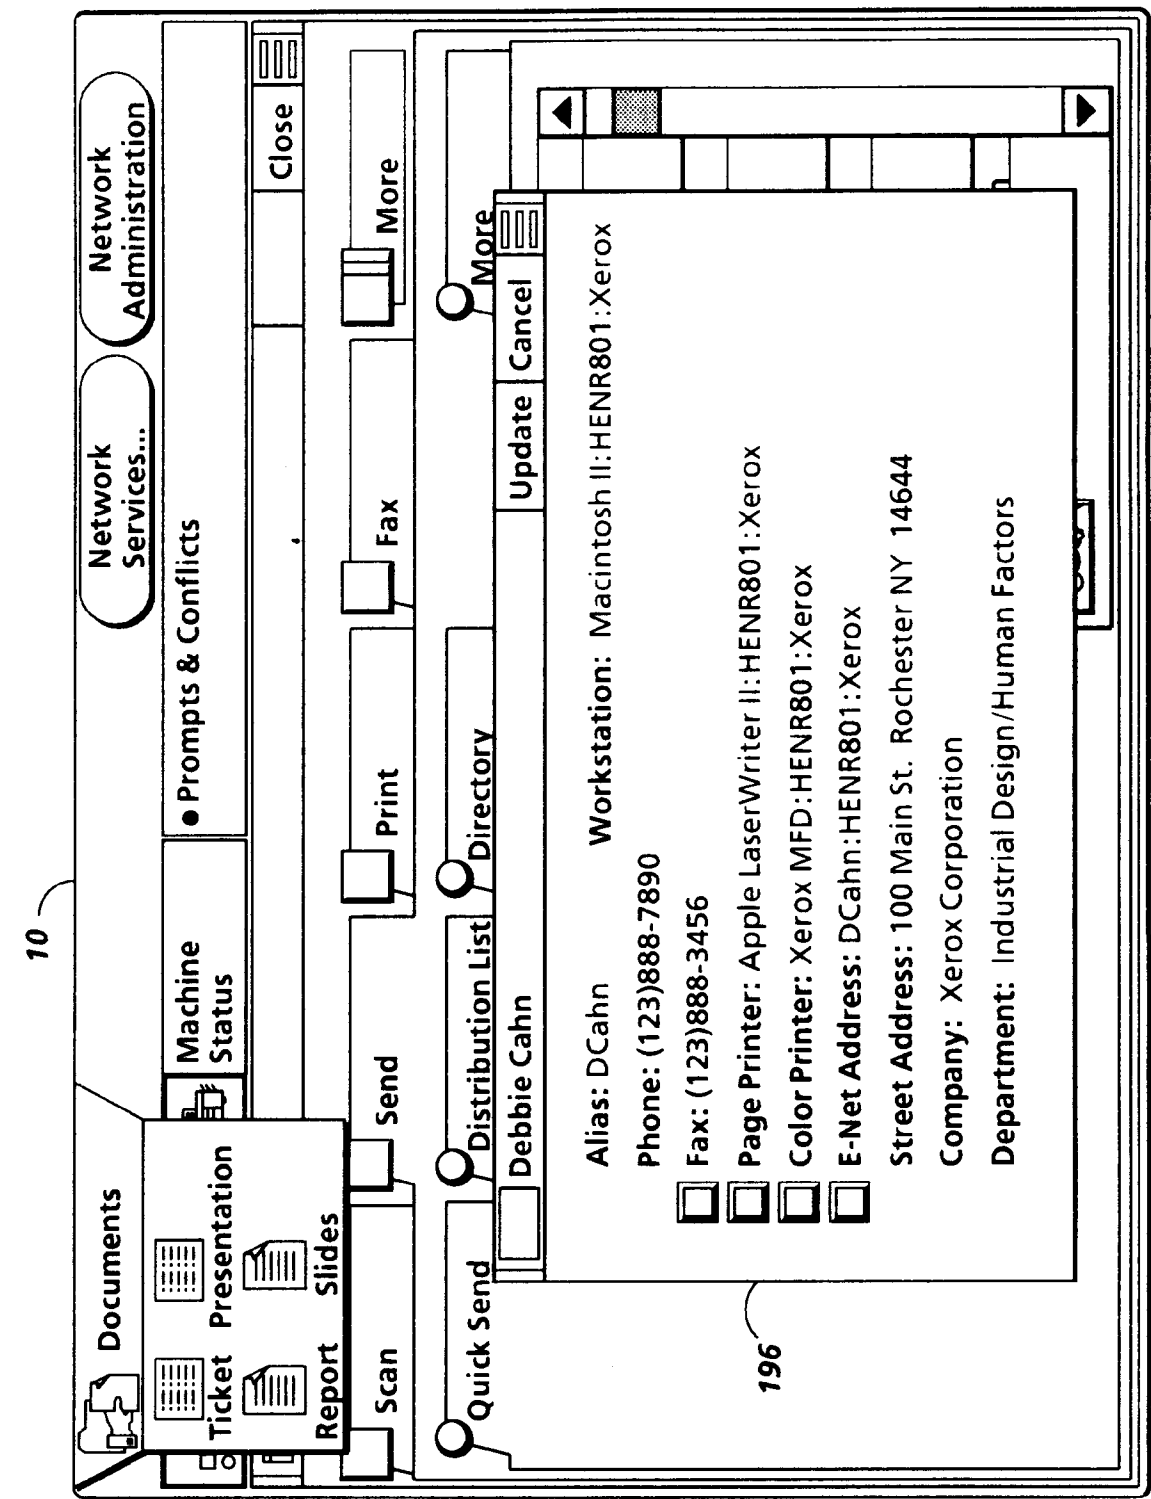 10
Documents
Network
Services...
Network
Administration
Ticket Presentation
Report Slides
Machine
Status
● Prompts & Conflicts
Close
Scan
Send
Print
Fax
More
Quick Send
Distribution List
Directory
More
Debbie Cahn
Update
Cancel
Alias: DCahn Workstation: Macintosh II:HENR801:Xerox
Phone: (123)888-7890
Fax: (123)888-3456
Page Printer: Apple LaserWriter II:HENR801:Xerox
Color Printer: Xerox MFD:HENR801:Xerox
E-Net Address: DCahn:HENR801:Xerox
Street Address: 100 Main St. Rochester NY 14644
Company: Xerox Corporation
Department: Industrial Design/Human Factors
196